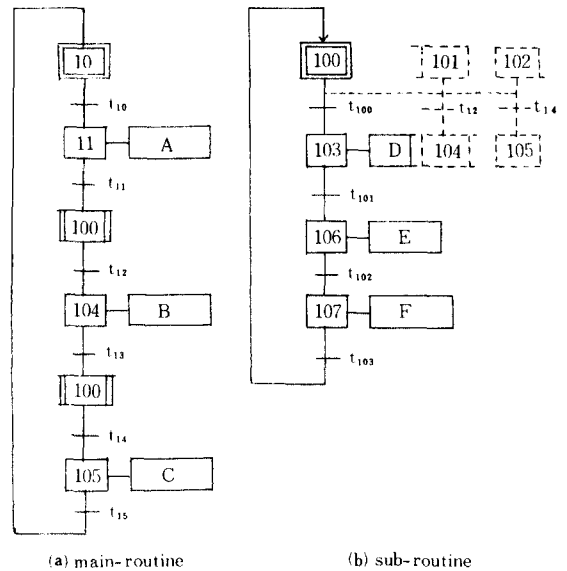 10
t₁₀
11
A
t₁₁
100
t₁₂
104
B
t₁₃
100
t₁₄
105
C
t₁₅
(a) main-routine
100
101
102
t₁₀₀
t₁₂
t₁₄
103
D
104
105
t₁₀₁
106
E
t₁₀₂
107
F
t₁₀₃
(b) sub-routine